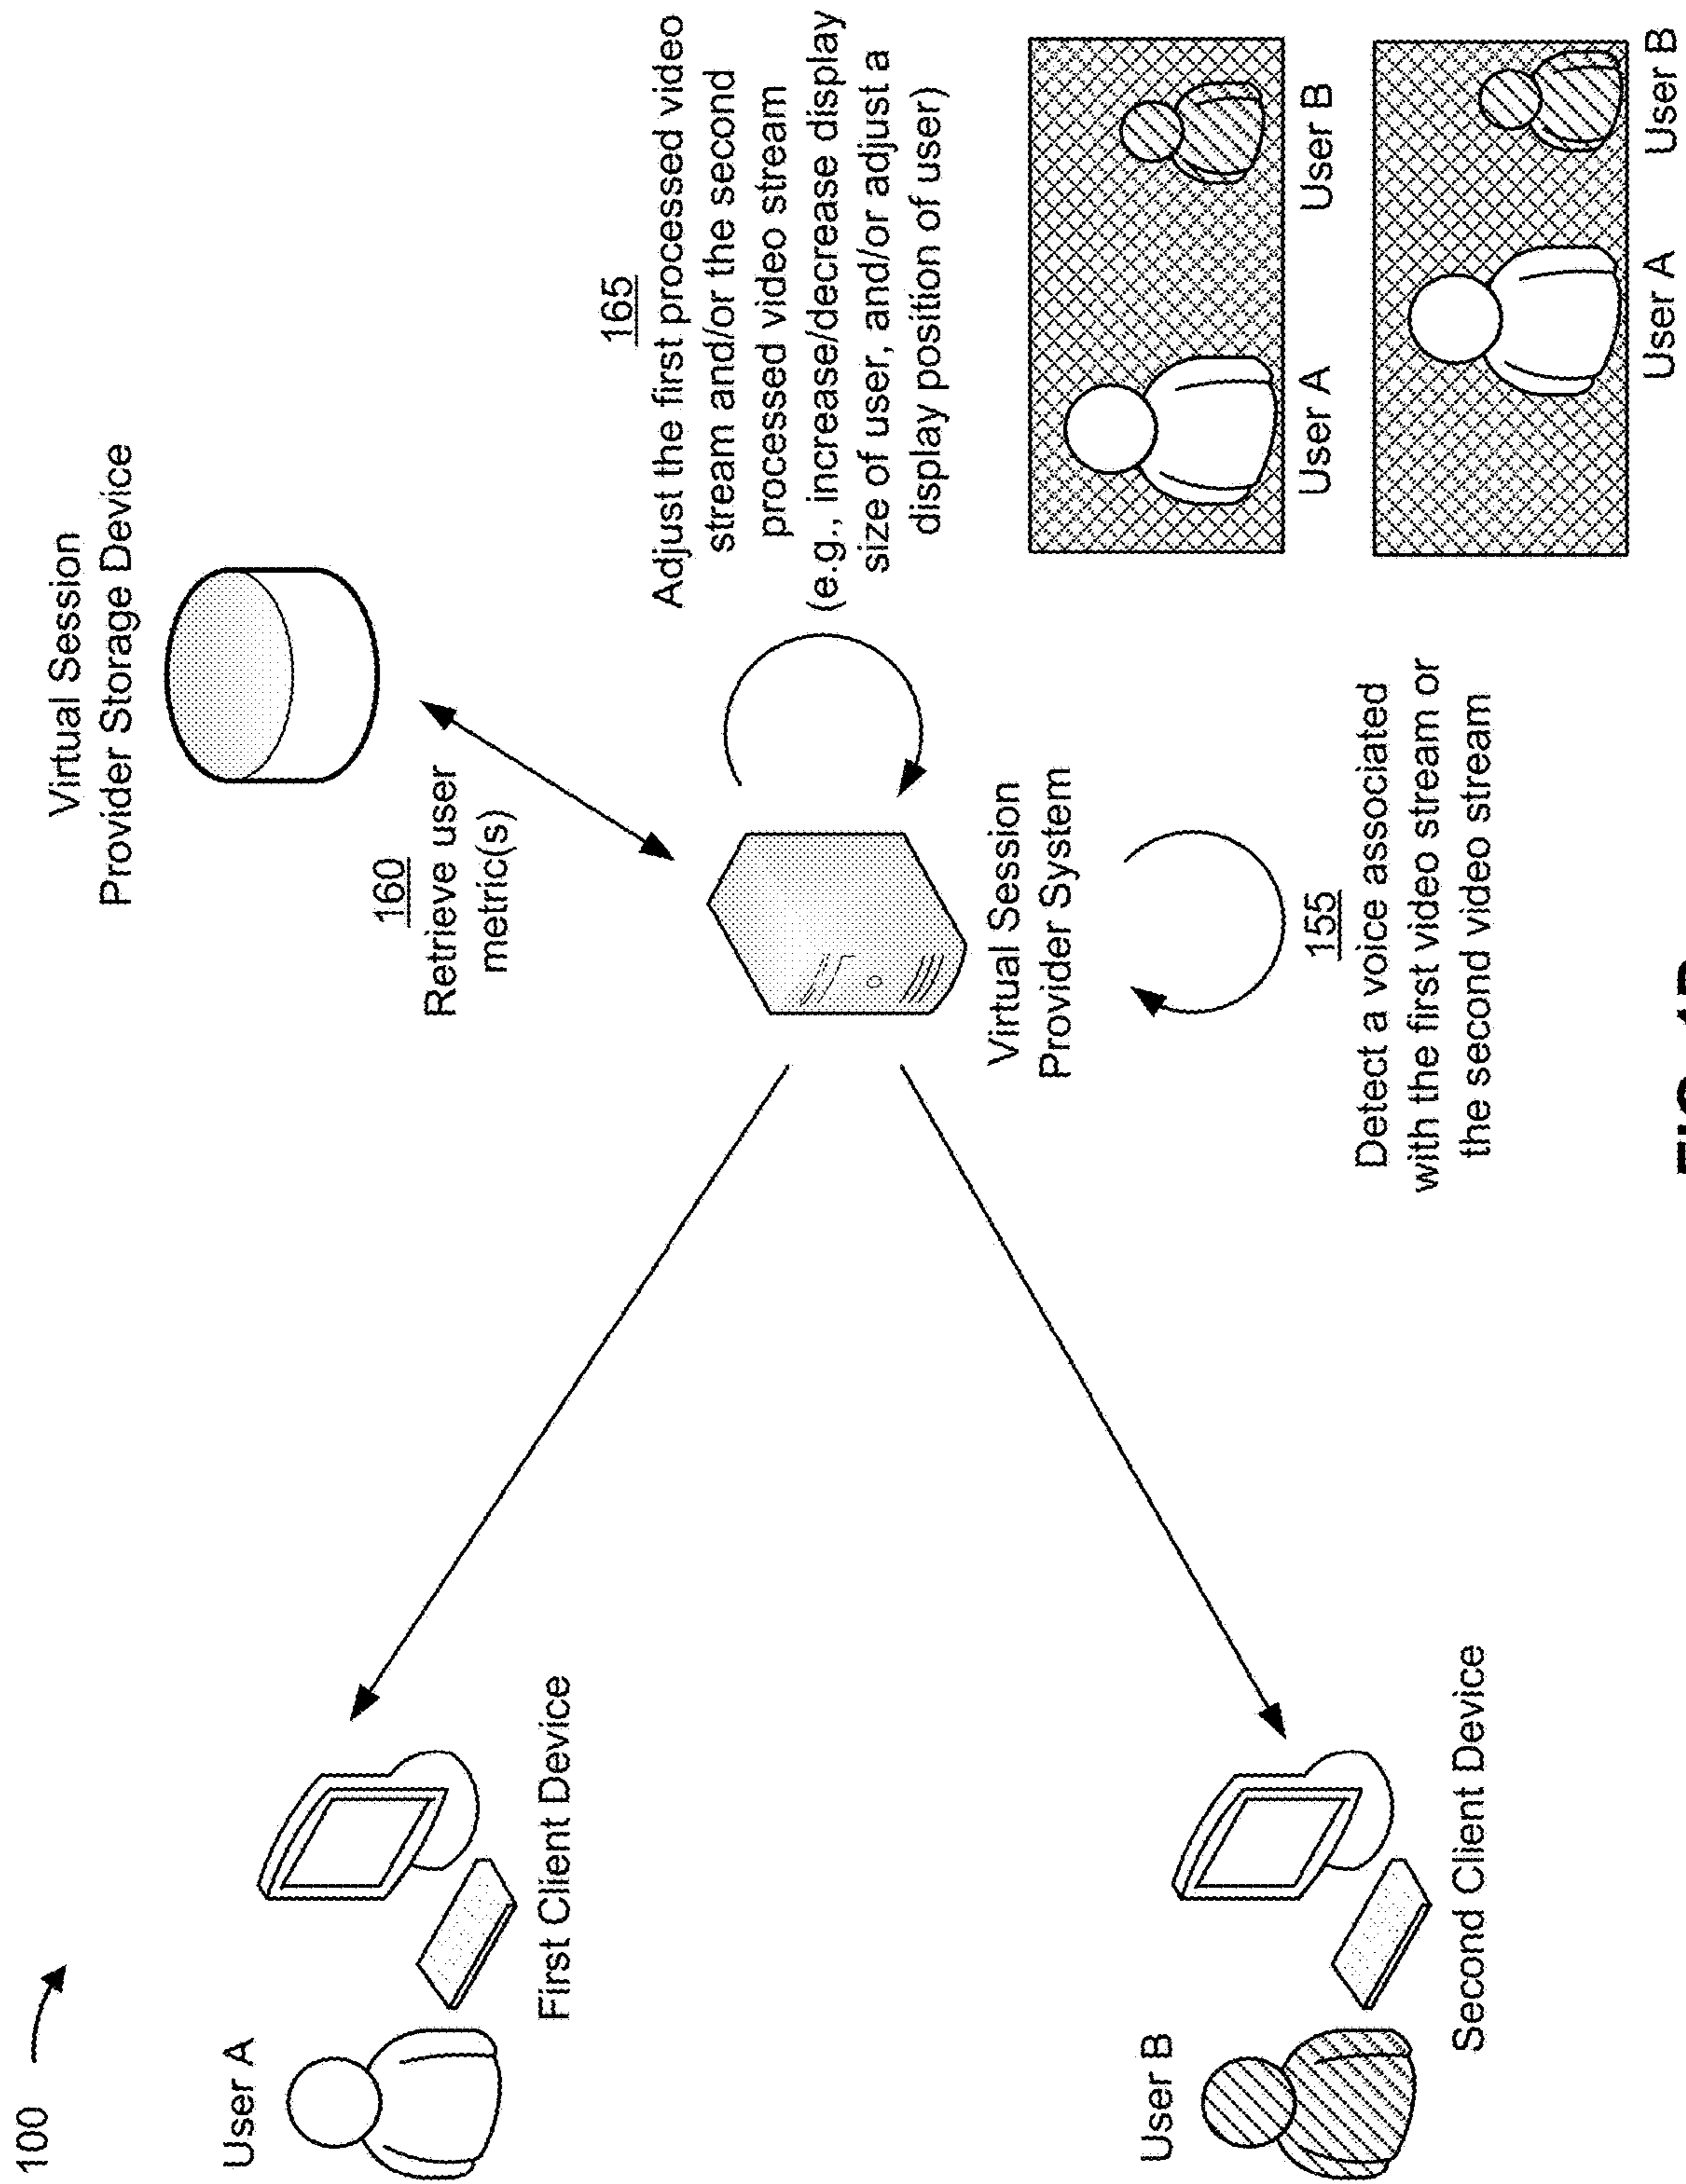 100
Virtual Session
Provider Storage Device
User A
First Client Device
160
Retrieve user
metric(s)
165
Adjust the first processed video
stream and/or the second
processed video stream
(e.g., increase/decrease display
size of user, and/or adjust a
display position of user)
Virtual Session
Provider System
User B
Second Client Device
155
Detect a voice associated
with the first video stream or
the second video stream
User A
User B
User A
User B